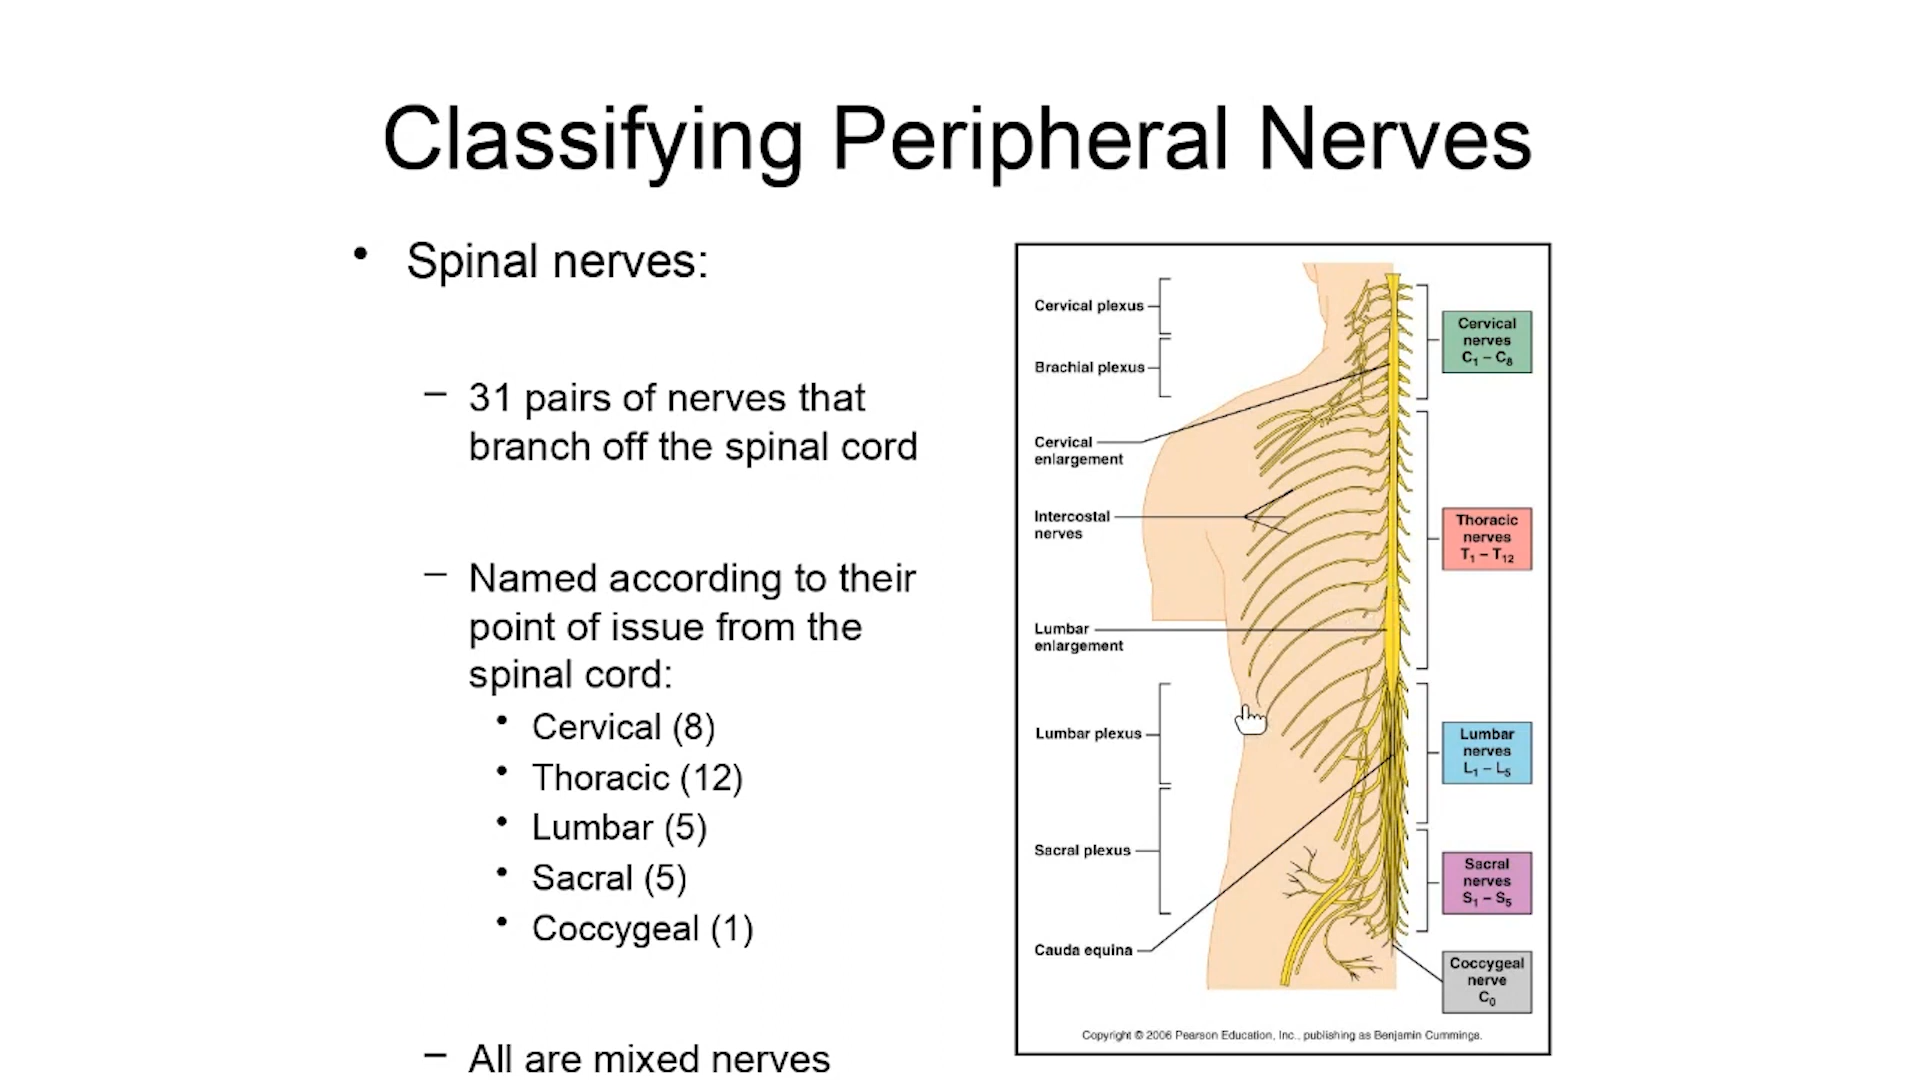 Classifying Peripheral Nerves
• Spinal nerves:
– 31 pairs of nerves that
branch off the spinal cord
– Named according to their
point of issue from the
spinal cord:
• Cervical (8)
• Thoracic (12)
• Lumbar (5)
• Sacral (5)
• Coccygeal (1)
– All are mixed nerves
Cervical plexus
Brachial plexus
Cervical
enlargement
Intercostal
nerves
Lumbar
enlargement
Lumbar plexus
Sacral plexus
Cauda equina
Cervical
nerves
C₁ – C₈
Thoracic
nerves
T₁ – T₁₂
Lumbar
nerves
L₁ – L₅
Sacral
nerves
S₁ – S₅
Coccygeal
nerve
C₀
Copyright © 2006 Pearson Education, Inc., publishing as Benjamin Cummings.